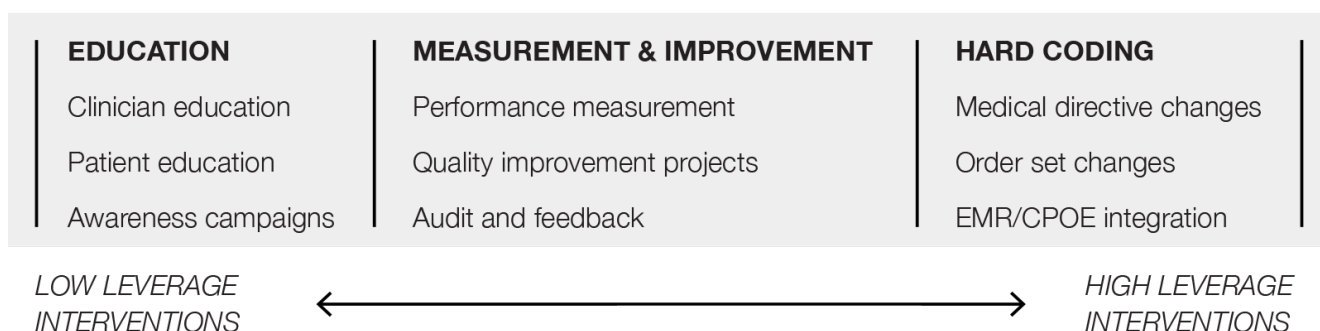 EDUCATION
Clinician education
Patient education
Awareness campaigns
MEASUREMENT & IMPROVEMENT
Performance measurement
Quality improvement projects
Audit and feedback
HARD CODING
Medical directive changes
Order set changes
EMR/CPOE integration
LOW LEVERAGE
INTERVENTIONS
HIGH LEVERAGE
INTERVENTIONS